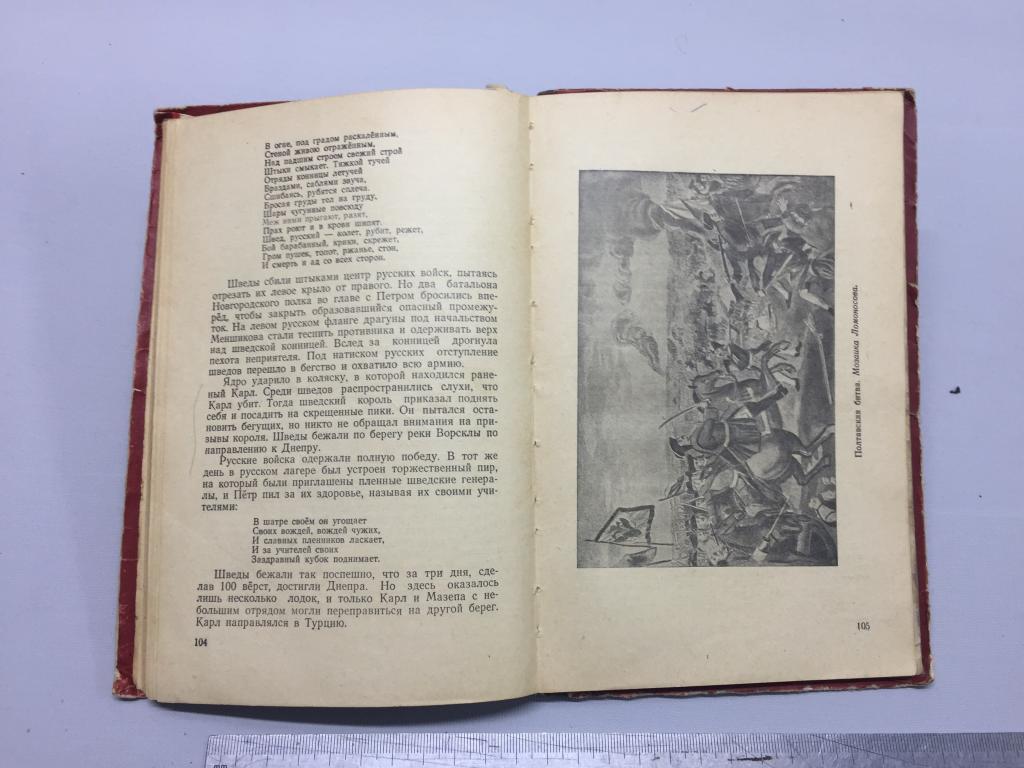 В огне, под градом раскалённым,
Стеной живою отражённым,
Над падшим строем свежий строй
Штыки смыкает. Тяжкой тучей
Отряды конницы летучей
Браздами, саблями звуча,
Сшибаясь, рубятся сплеча.
Бросая груды тел на груду,
Шары чугунные повсюду
Меж ними прыгают, разят,
Прах роют и в крови шипят.
Швед, русский — колет, рубит, режет,
Бой барабанный, крики, скрежет,
Гром пушек, топот, ржанье, стон,
И смерть и ад со всех сторон.
Шведы сбили штыками центр русских войск, пытаясь
отрезать их левое крыло от правого. Но два батальона
Новгородского полка во главе с Петром бросились впе-
рёд, чтобы закрыть образовавшийся опасный промежу-
ток. На левом русском фланге драгуны под начальством
Меншикова стали теснить противника и одерживать верх
над шведской конницей. Вслед за конницей дрогнула
пехота неприятеля. Под натиском русских отступление
шведов перешло в бегство и охватило всю армию.
Ядро ударило в коляску, в которой находился ране-
ный Карл. Среди шведов распространились слухи, что
Карл убит. Тогда шведский король приказал поднять
себя и посадить на скрещенные пики. Он пытался оста-
новить бегущих, но никто не обращал внимания на при-
зывы короля. Шведы бежали по берегу реки Ворсклы по
направлению к Днепру.
Русские войска одержали полную победу. В тот же
день в русском лагере был устроен торжественный пир,
на который были приглашены пленные шведские генера-
лы, и Пётр пил за их здоровье, называя их своими учи-
телями:
В шатре своём он угощает
Своих вождей, вождей чужих,
И славных пленников ласкает,
И за учителей своих
Заздравный кубок поднимает.
Шведы бежали так поспешно, что за три дня, сде-
лав 100 вёрст, достигли Днепра. Но здесь оказалось
лишь несколько лодок, и только Карл и Мазепа с не-
большим отрядом могли переправиться на другой берег.
Карл направлялся в Турцию.
104
Полтавская битва. Мозаика Ломоносова.
105
mm